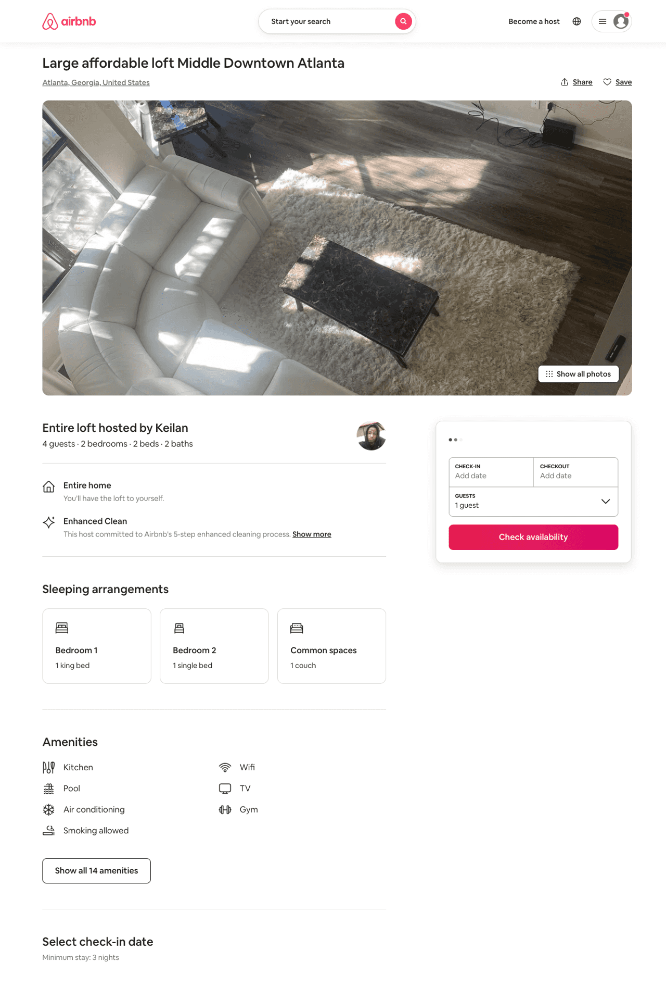 airbnb
Start your search
Become a host
Large affordable loft Middle Downtown Atlanta
Atlanta, Georgia, United States
Share
Save
Show all photos
Entire loft hosted by Keilan
4 guests · 2 bedrooms · 2 beds · 2 baths
Entire home
You'll have the loft to yourself.
Enhanced Clean
This host committed to Airbnb's 5-step enhanced cleaning process. Show more
CHECK-IN
Add date
CHECKOUT
Add date
GUESTS
1 guest
Check availability
Sleeping arrangements
Bedroom 1
1 king bed
Bedroom 2
1 single bed
Common spaces
1 couch
Amenities
Kitchen
Wifi
Pool
TV
Air conditioning
Gym
Smoking allowed
Show all 14 amenities
Select check-in date
Minimum stay: 3 nights